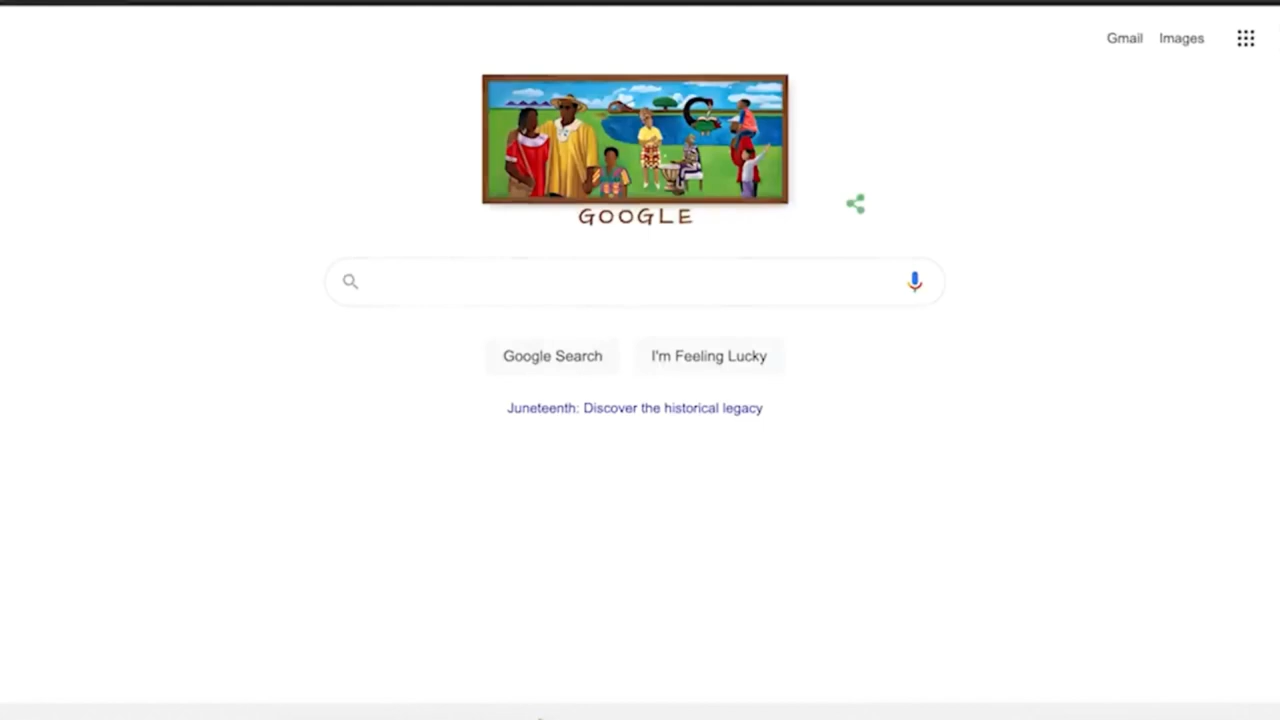 Gmail Images
GOOGLE
Google Search I'm Feeling Lucky
Juneteenth: Discover the historical legacy